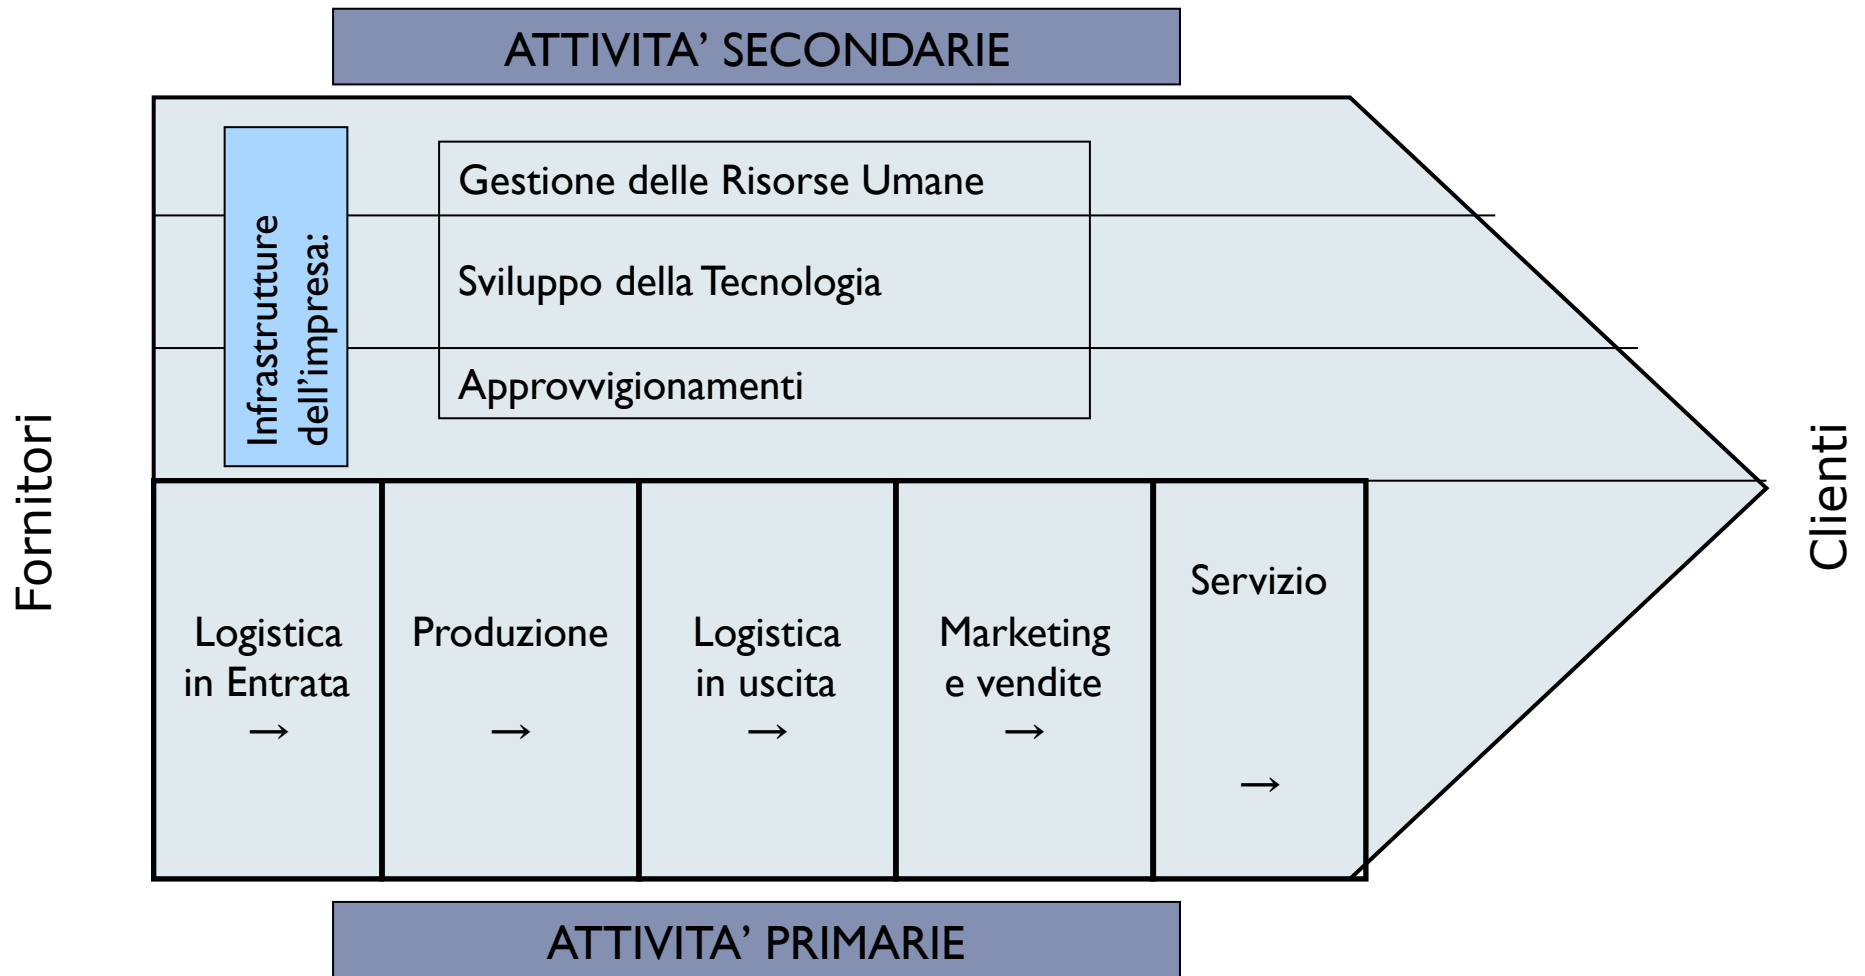 ATTIVITA’ SECONDARIE
Infrastrutture
dell’impresa:
Gestione delle Risorse Umane
Sviluppo della Tecnologia
Approvvigionamenti
Fornitori
Clienti
Logistica
in Entrata
→
Produzione
→
Logistica
in uscita
→
Marketing
e vendite
→
Servizio
→
ATTIVITA’ PRIMARIE